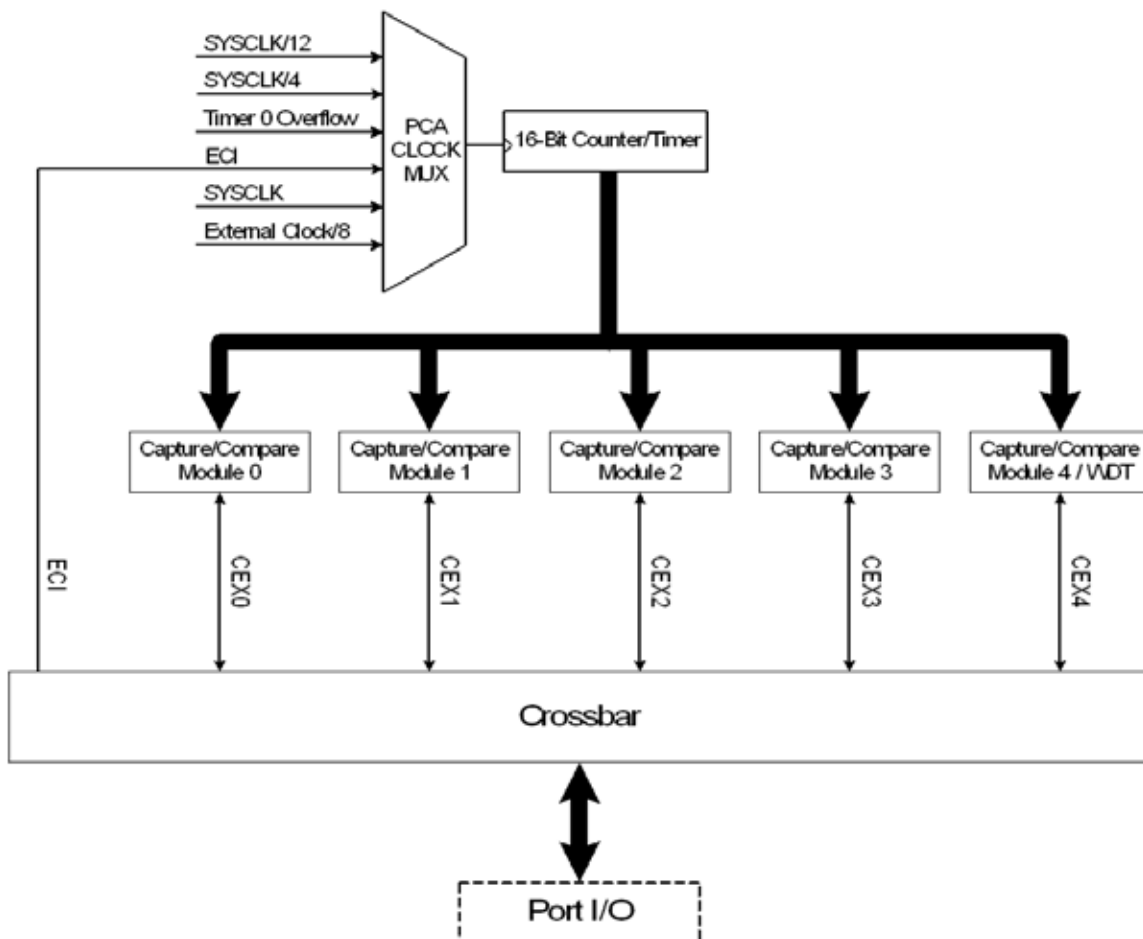 SYSCLK/12
SYSCLK/4
Timer 0 Overflow
ECI
SYSCLK
External Clock/8
PCA
CLOCK
MUX
16-Bit Counter/Timer
Capture/Compare
Module 0
Capture/Compare
Module 1
Capture/Compare
Module 2
Capture/Compare
Module 3
Capture/Compare
Module 4 / WDT
ECI
CEX0
CEX1
CEX2
CEX3
CEX4
Crossbar
Port I/O